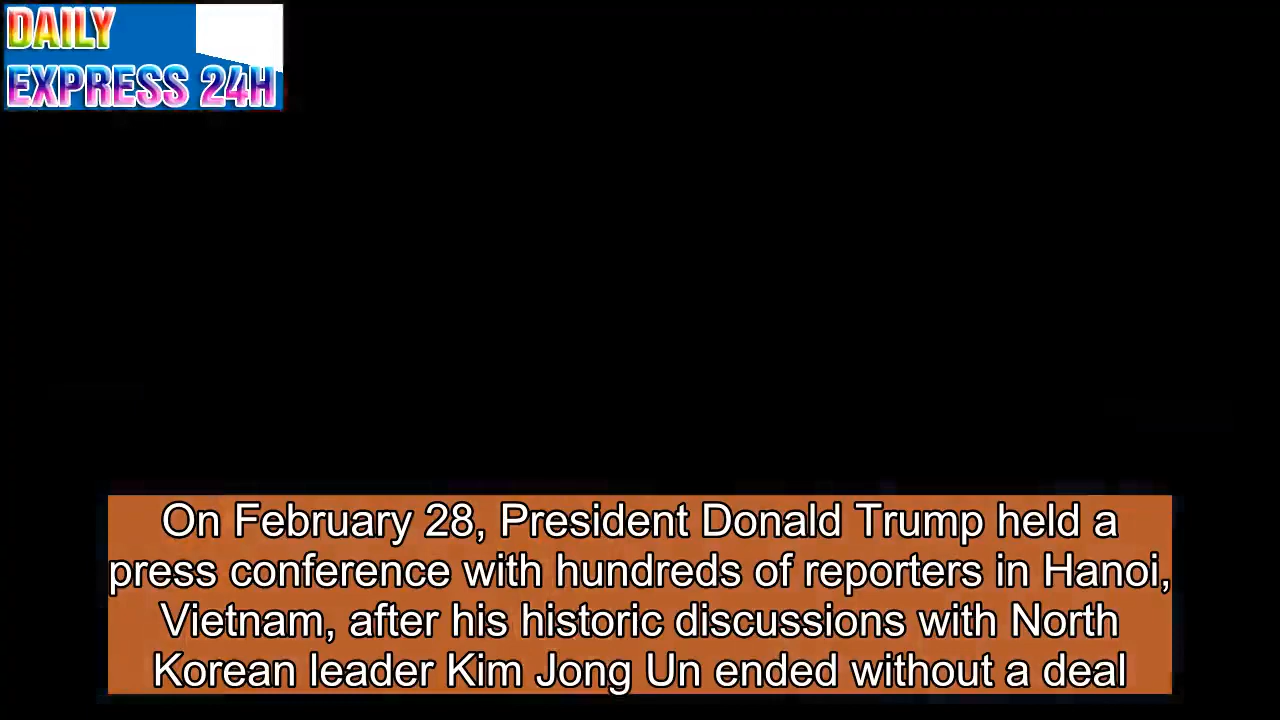 DAILY
EXPRESS 24H
On February 28, President Donald Trump held a
press conference with hundreds of reporters in Hanoi,
Vietnam, after his historic discussions with North
Korean leader Kim Jong Un ended without a deal